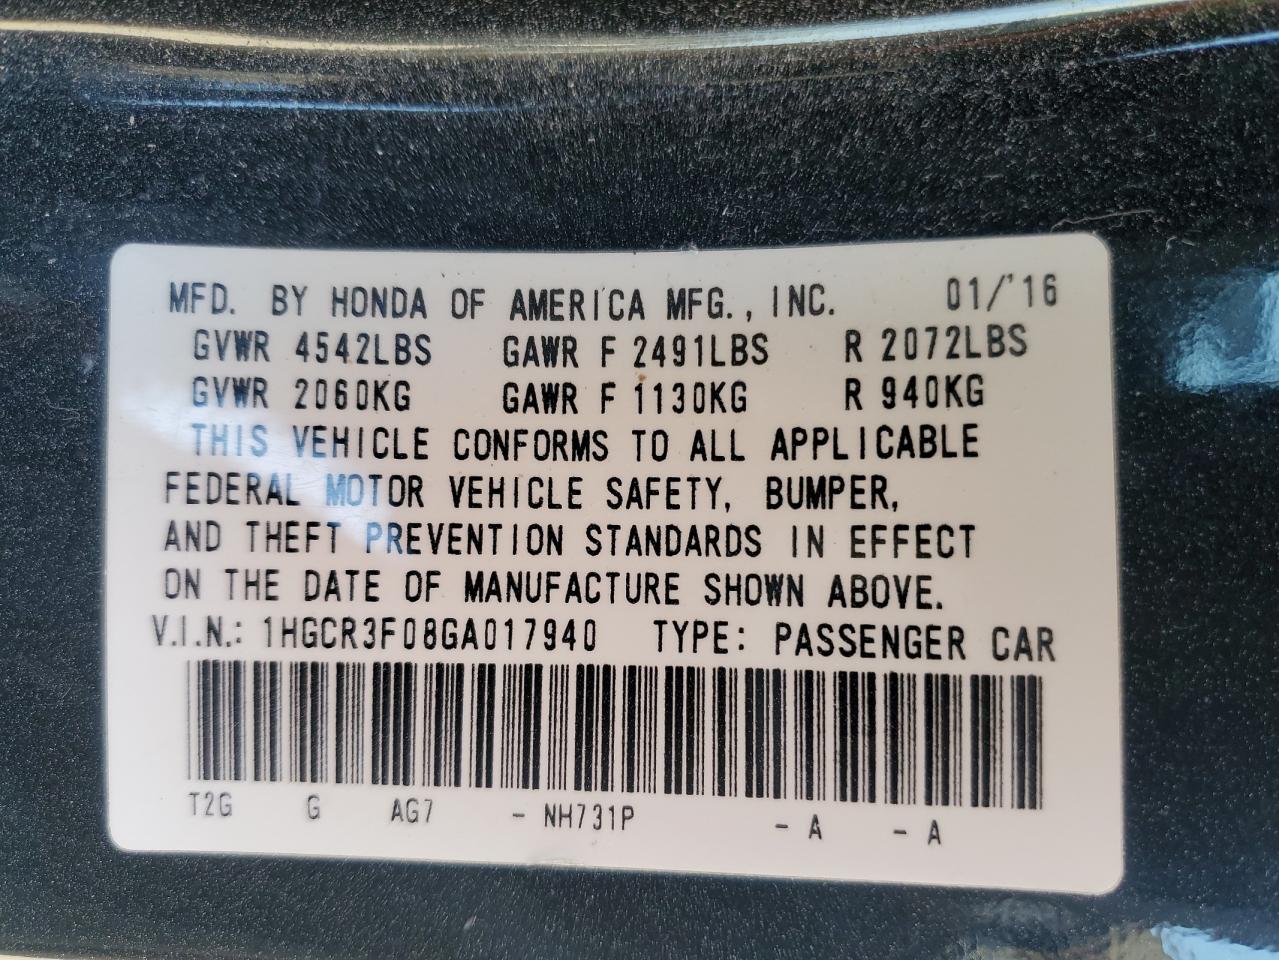 MFD. BY HONDA OF AMERICA MFG., INC. 01/'16
GVWR 4542LBS GAWR F 2491LBS R 2072LBS
GVWR 2060KG GAWR F 1130KG R 940KG
THIS VEHICLE CONFORMS TO ALL APPLICABLE
FEDERAL MOTOR VEHICLE SAFETY, BUMPER,
AND THEFT PREVENTION STANDARDS IN EFFECT
ON THE DATE OF MANUFACTURE SHOWN ABOVE.
V.I.N.: 1HGCR3F08GA017940 TYPE: PASSENGER CAR
T2G G AG7 - NH731P - A - A